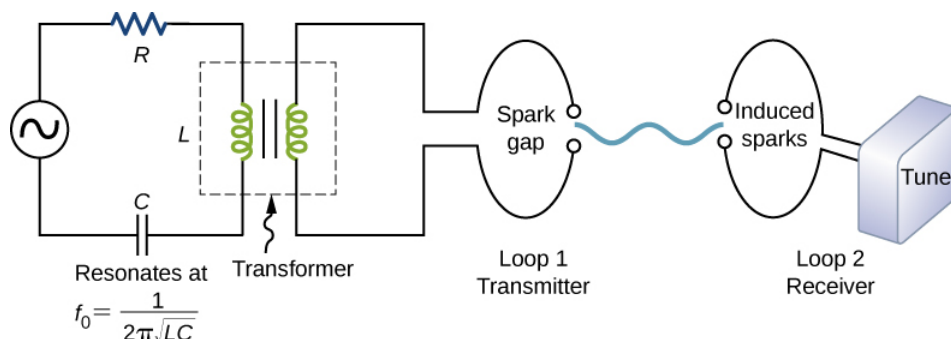 R
L
C
Resonates at
f₀ = 1 / 2π√LC
Transformer
Spark
gap
Loop 1
Transmitter
Induced
sparks
Loop 2
Receiver
Tune